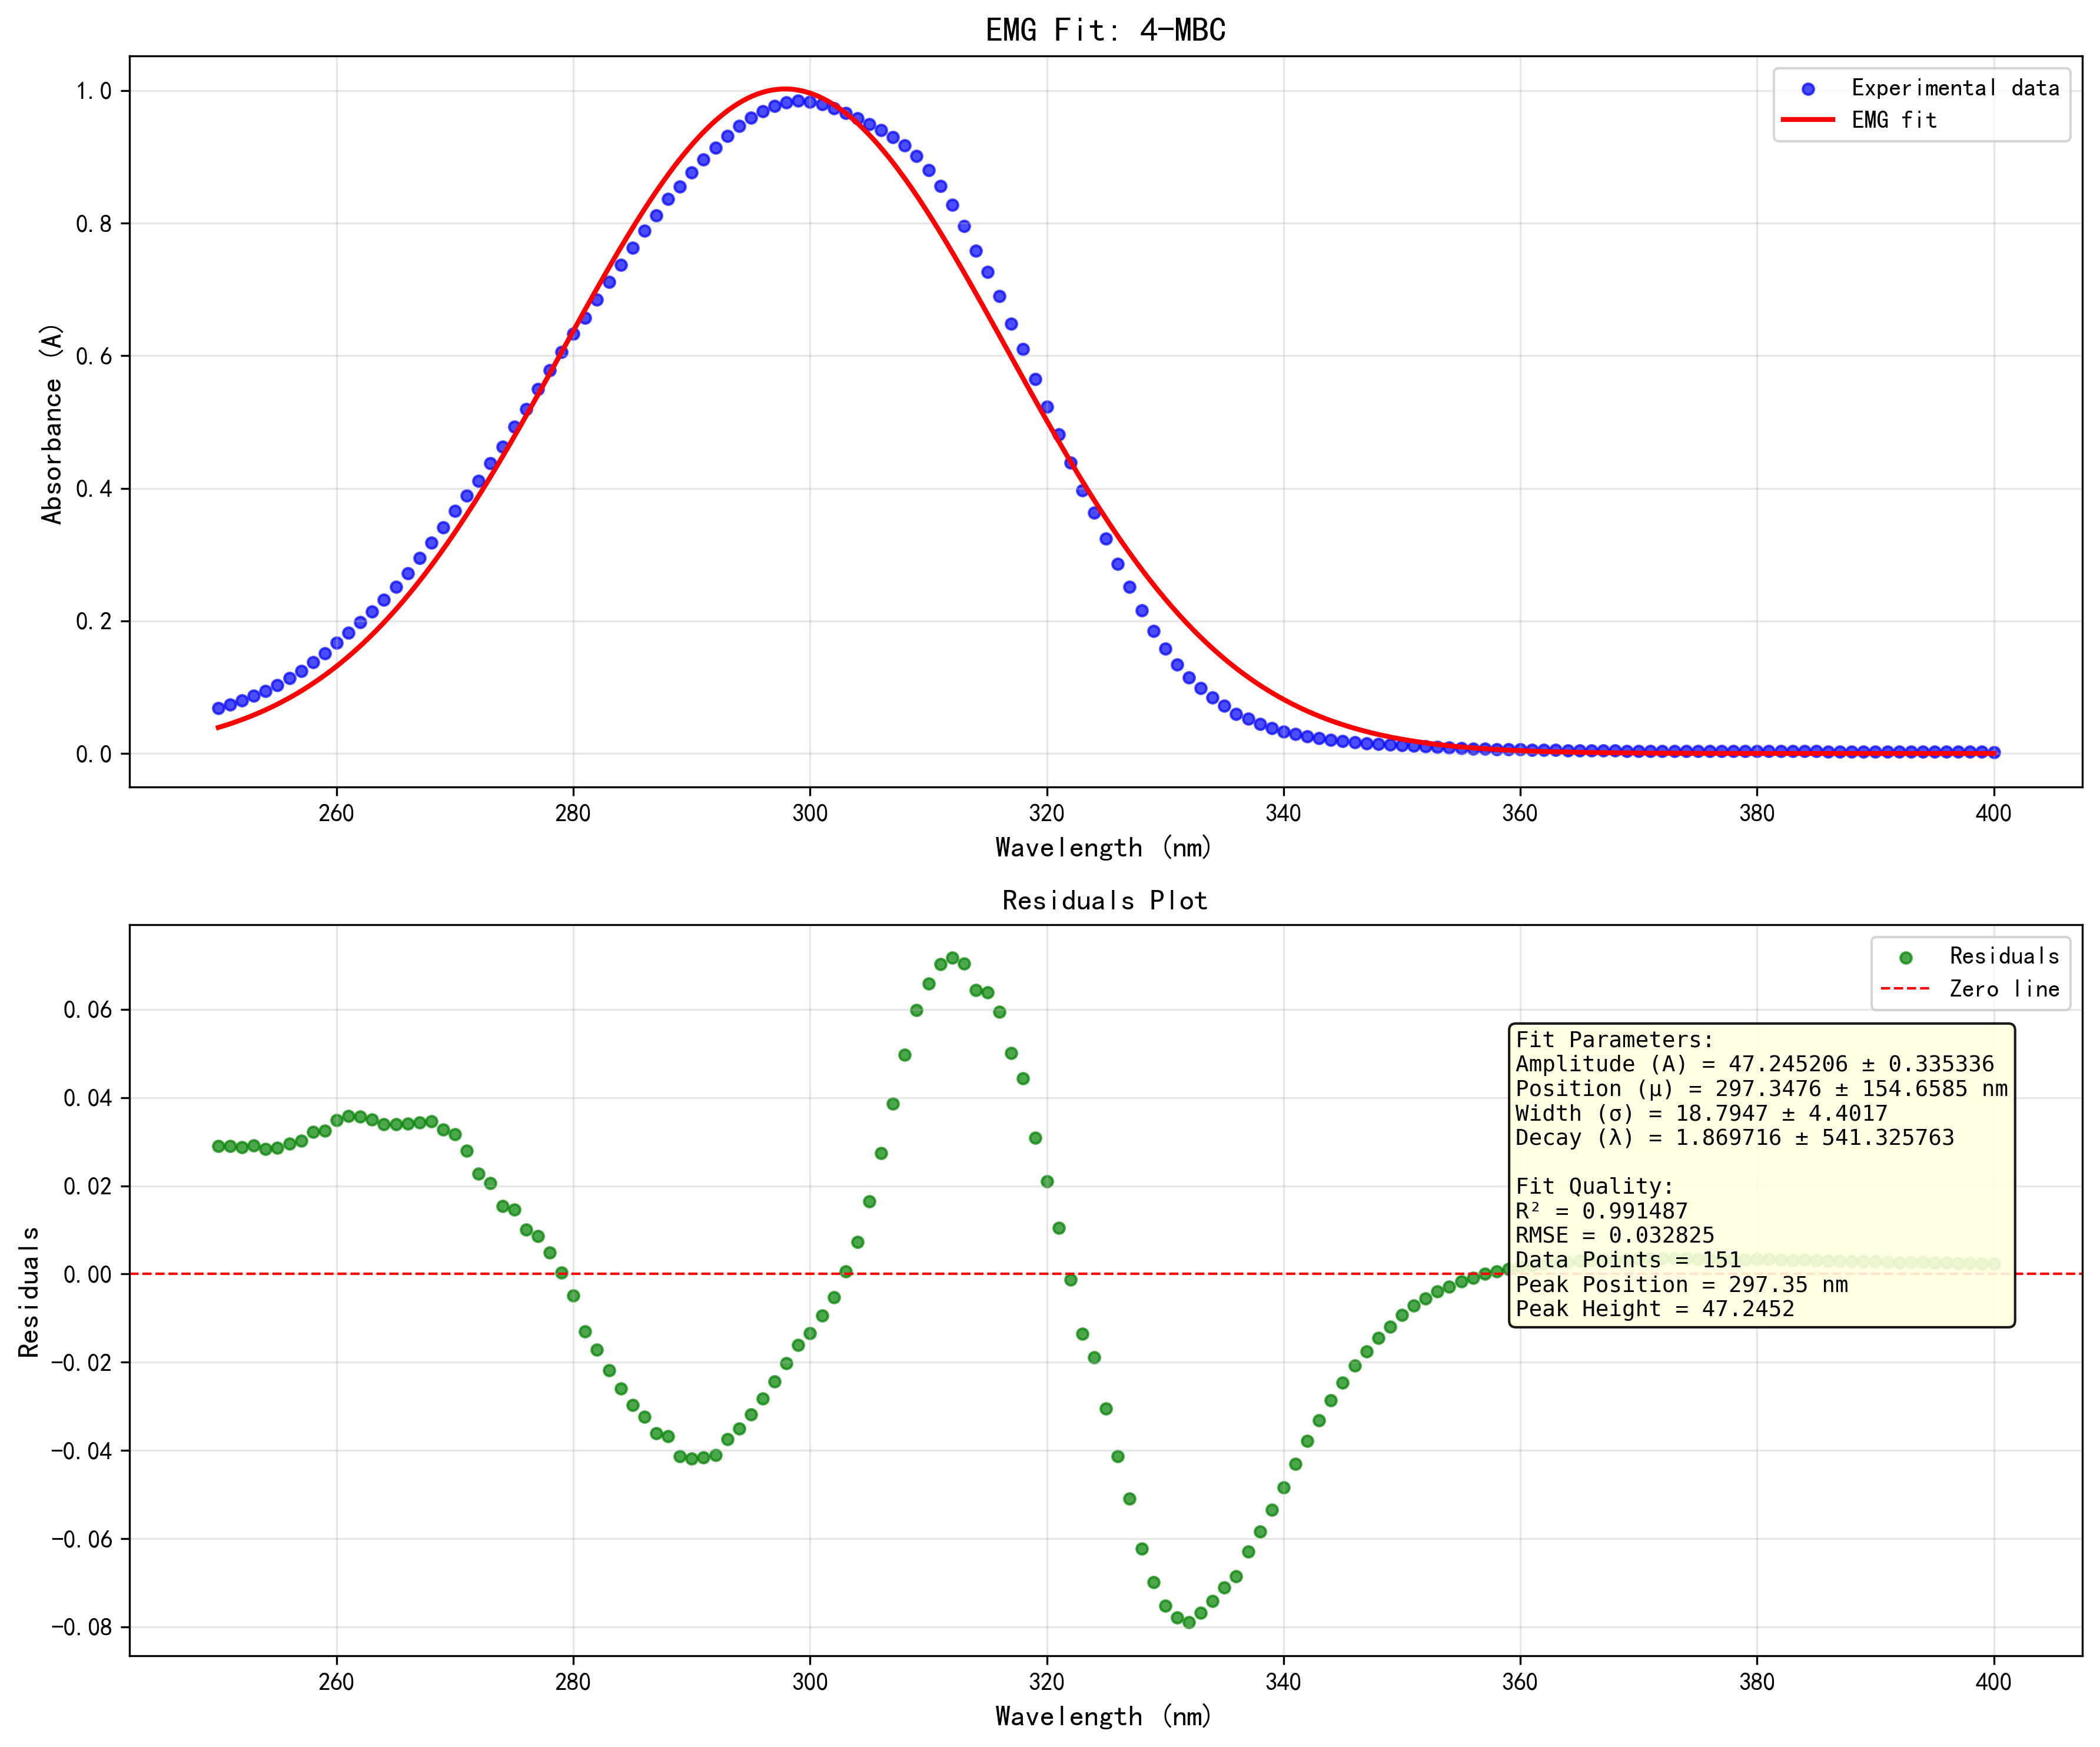 EMG Fit: 4-MBC
Experimental data
EMG fit
Absorbance (A)
1.0
0.8
0.6
0.4
0.2
0.0
260 280 300 320 340 360 380 400
Wavelength (nm)
Residuals Plot
Residuals
Zero line
Residuals
0.06
0.04
0.02
0.00
−0.02
−0.04
−0.06
−0.08
Fit Parameters:
Amplitude (A) = 47.245206 ± 0.335336
Position (μ) = 297.3476 ± 154.6585 nm
Width (σ) = 18.7947 ± 4.4017
Decay (λ) = 1.869716 ± 541.325763
Fit Quality:
R² = 0.991487
RMSE = 0.032825
Data Points = 151
Peak Position = 297.35 nm
Peak Height = 47.2452
260 280 300 320 340 360 380 400
Wavelength (nm)